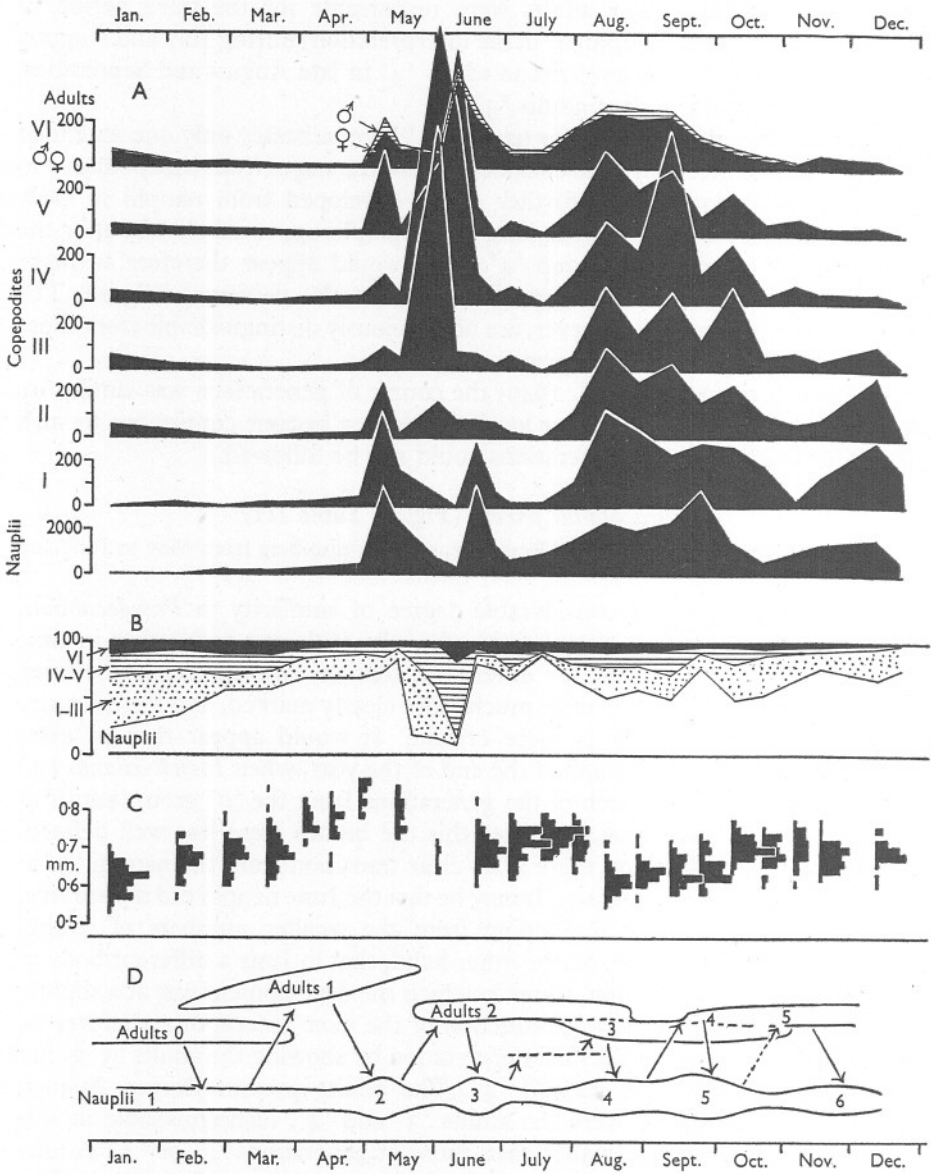 Jan. Feb. Mar. Apr. May June July Aug. Sept. Oct. Nov. Dec.
A
Adults
VI
♂♀
200
0
♂
♀
Copepodites
V
200
0
IV
200
0
III
200
0
II
200
0
I
200
0
Nauplii
2000
0
B
100
VI
IV–V
I–III
Nauplii
0
C
0·8
0·7
mm.
0·6
0·5
D
Adults 1
Adults 0
Adults 2
3
4
5
Nauplii 1
2
3
4
5
6
Jan. Feb. Mar. Apr. May June July Aug. Sept. Oct. Nov. Dec.